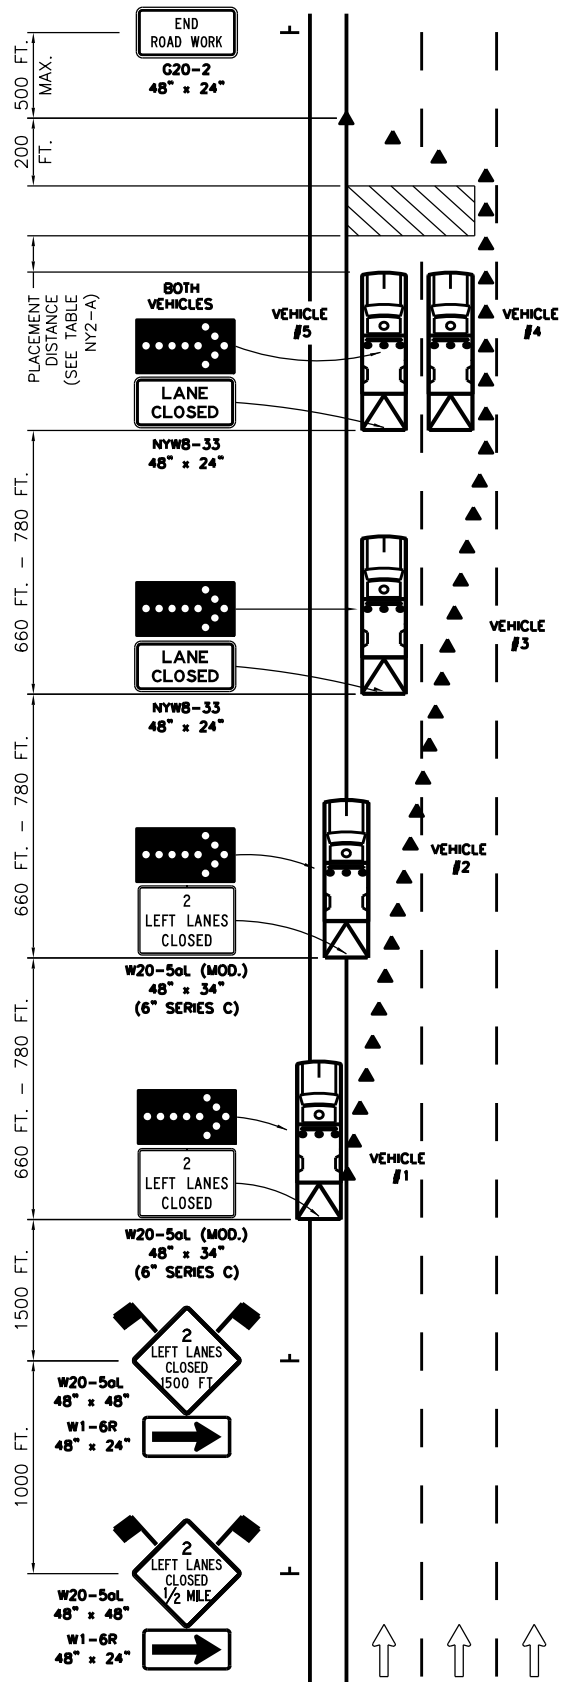 END
ROAD WORK
G20-2
48" x 24"
500 FT.
MAX.
200
FT.
PLACEMENT
DISTANCE
(SEE TABLE
NY2-A)
BOTH
VEHICLES
VEHICLE
#5
VEHICLE
#4
LANE
CLOSED
NYW8-33
48" x 24"
660 FT. - 780 FT.
VEHICLE
#3
LANE
CLOSED
NYW8-33
48" x 24"
660 FT. - 780 FT.
VEHICLE
#2
2
LEFT LANES
CLOSED
W20-5aL (MOD.)
48" x 34"
(6" SERIES C)
660 FT. - 780 FT.
VEHICLE
#1
2
LEFT LANES
CLOSED
W20-5aL (MOD.)
48" x 34"
(6" SERIES C)
1500 FT.
2
LEFT LANES
CLOSED
1500 FT
W20-5aL
48" x 48"
W1-6R
48" x 24"
1000 FT.
2
LEFT LANES
CLOSED
1/2 MILE
W20-5aL
48" x 48"
W1-6R
48" x 24"